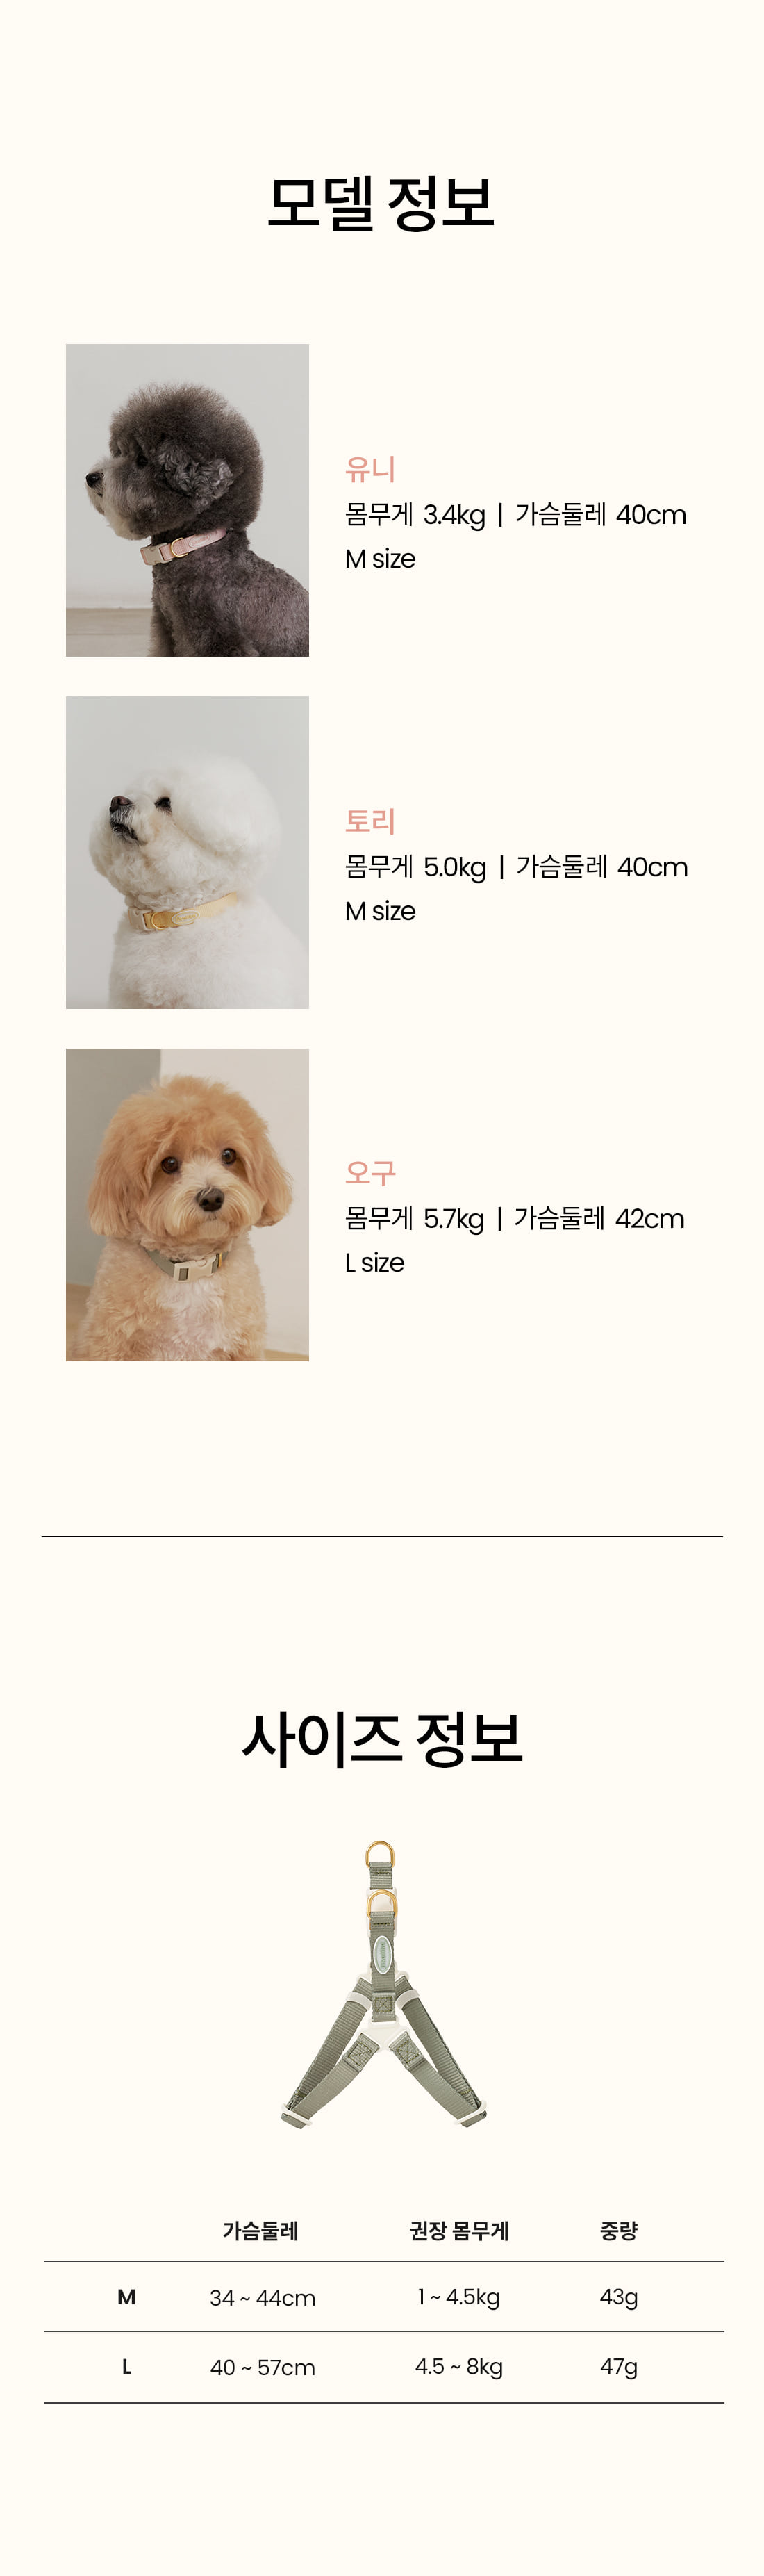 모델 정보
유니
몸무게 3.4kg | 가슴둘레 40cm
M size
토리
몸무게 5.0kg | 가슴둘레 40cm
M size
오구
몸무게 5.7kg | 가슴둘레 42cm
L size
사이즈 정보
가슴둘레 권장 몸무게 중량
M 34 ~ 44cm 1 ~ 4.5kg 43g
L 40 ~ 57cm 4.5 ~ 8kg 47g